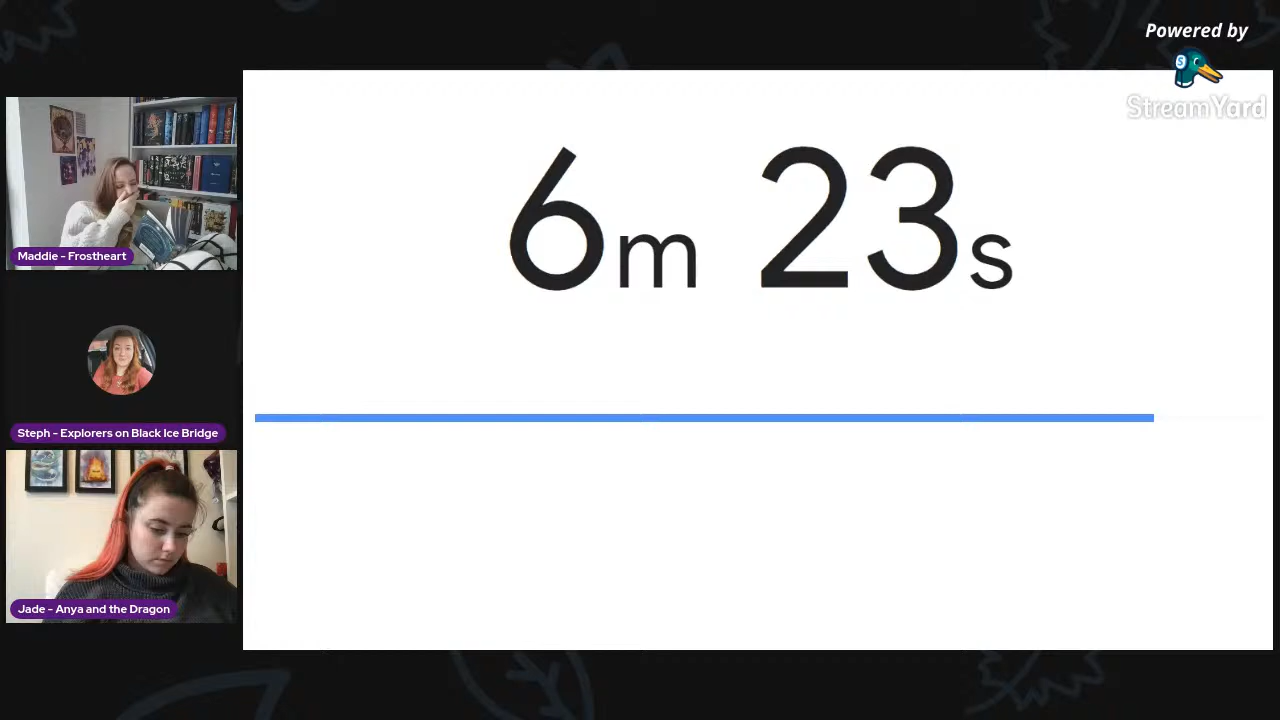 Powered by
StreamYard
6m 23s
Maddie - Frostheart
Steph - Explorers on Black Ice Bridge
Jade - Anya and the Dragon